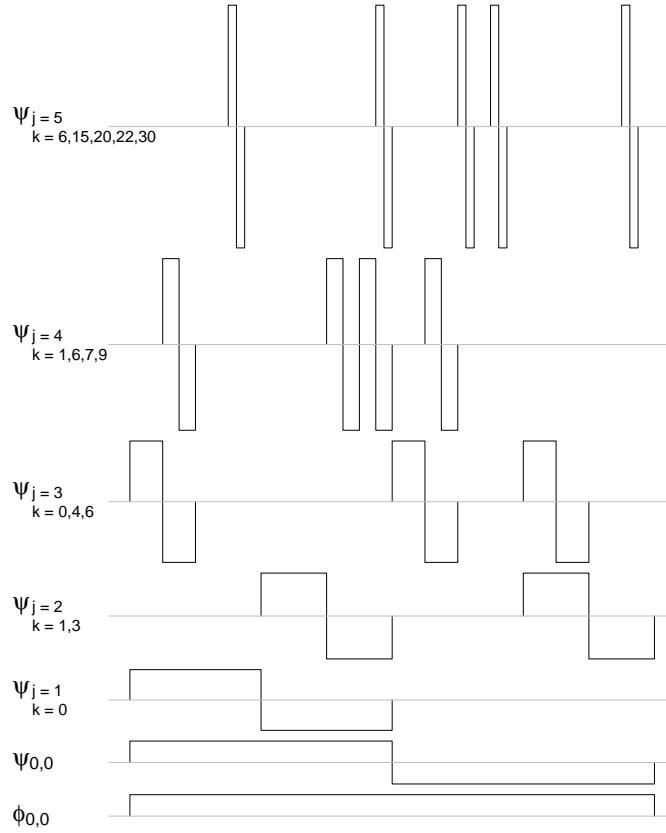 ψj = 5
k = 6,15,20,22,30
ψj = 4
k = 1,6,7,9
ψj = 3
k = 0,4,6
ψj = 2
k = 1,3
ψj = 1
k = 0
ψ0,0
ϕ0,0